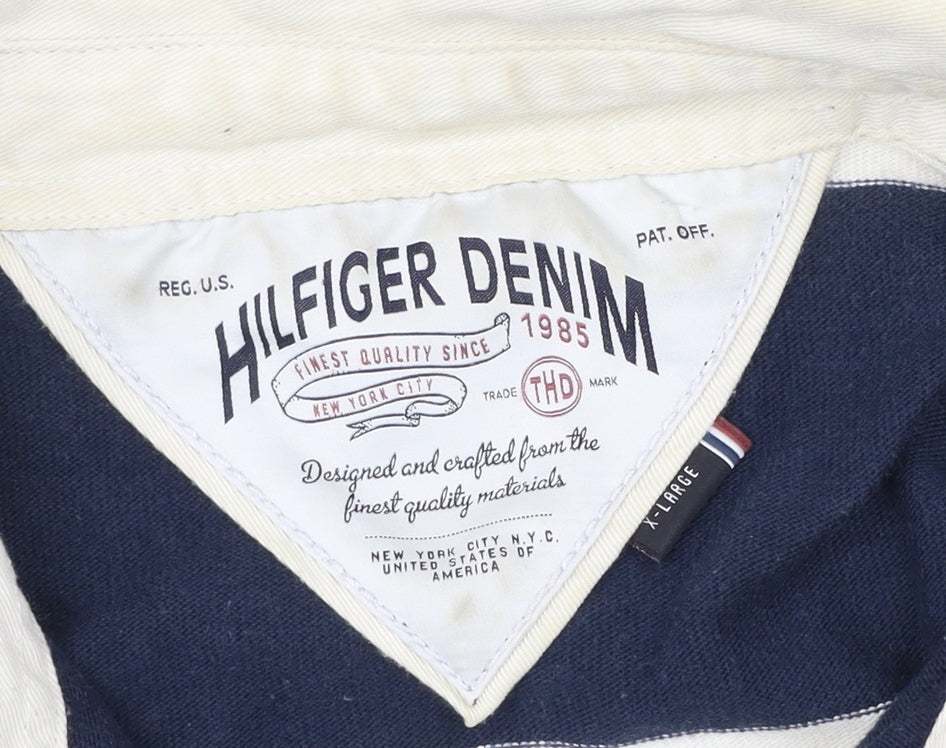 REG. U.S.
PAT. OFF.
HILFIGER DENIM
FINEST QUALITY SINCE
1985
NEW YORK CITY
TRADE THD MARK
Designed and crafted from the
finest quality materials
NEW YORK CITY N.Y.C.
UNITED STATES OF
AMERICA
X-LARGE